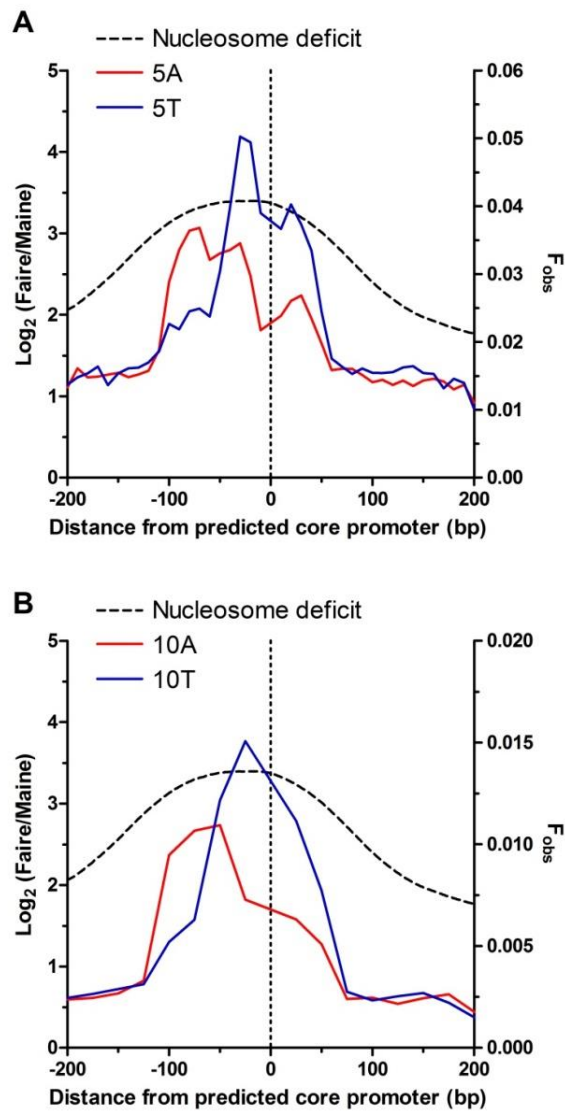 A
Nucleosome deficit
5A
5T
5
4
3
2
1
0
Log2 (Faire/Maine)
0.06
0.05
0.04
0.03
0.02
0.01
0.00
Fobs
-200 -100 0 100 200
Distance from predicted core promoter (bp)
B
Nucleosome deficit
10A
10T
5
4
3
2
1
0
Log2 (Faire/Maine)
0.020
0.015
0.010
0.005
0.000
Fobs
-200 -100 0 100 200
Distance from predicted core promoter (bp)